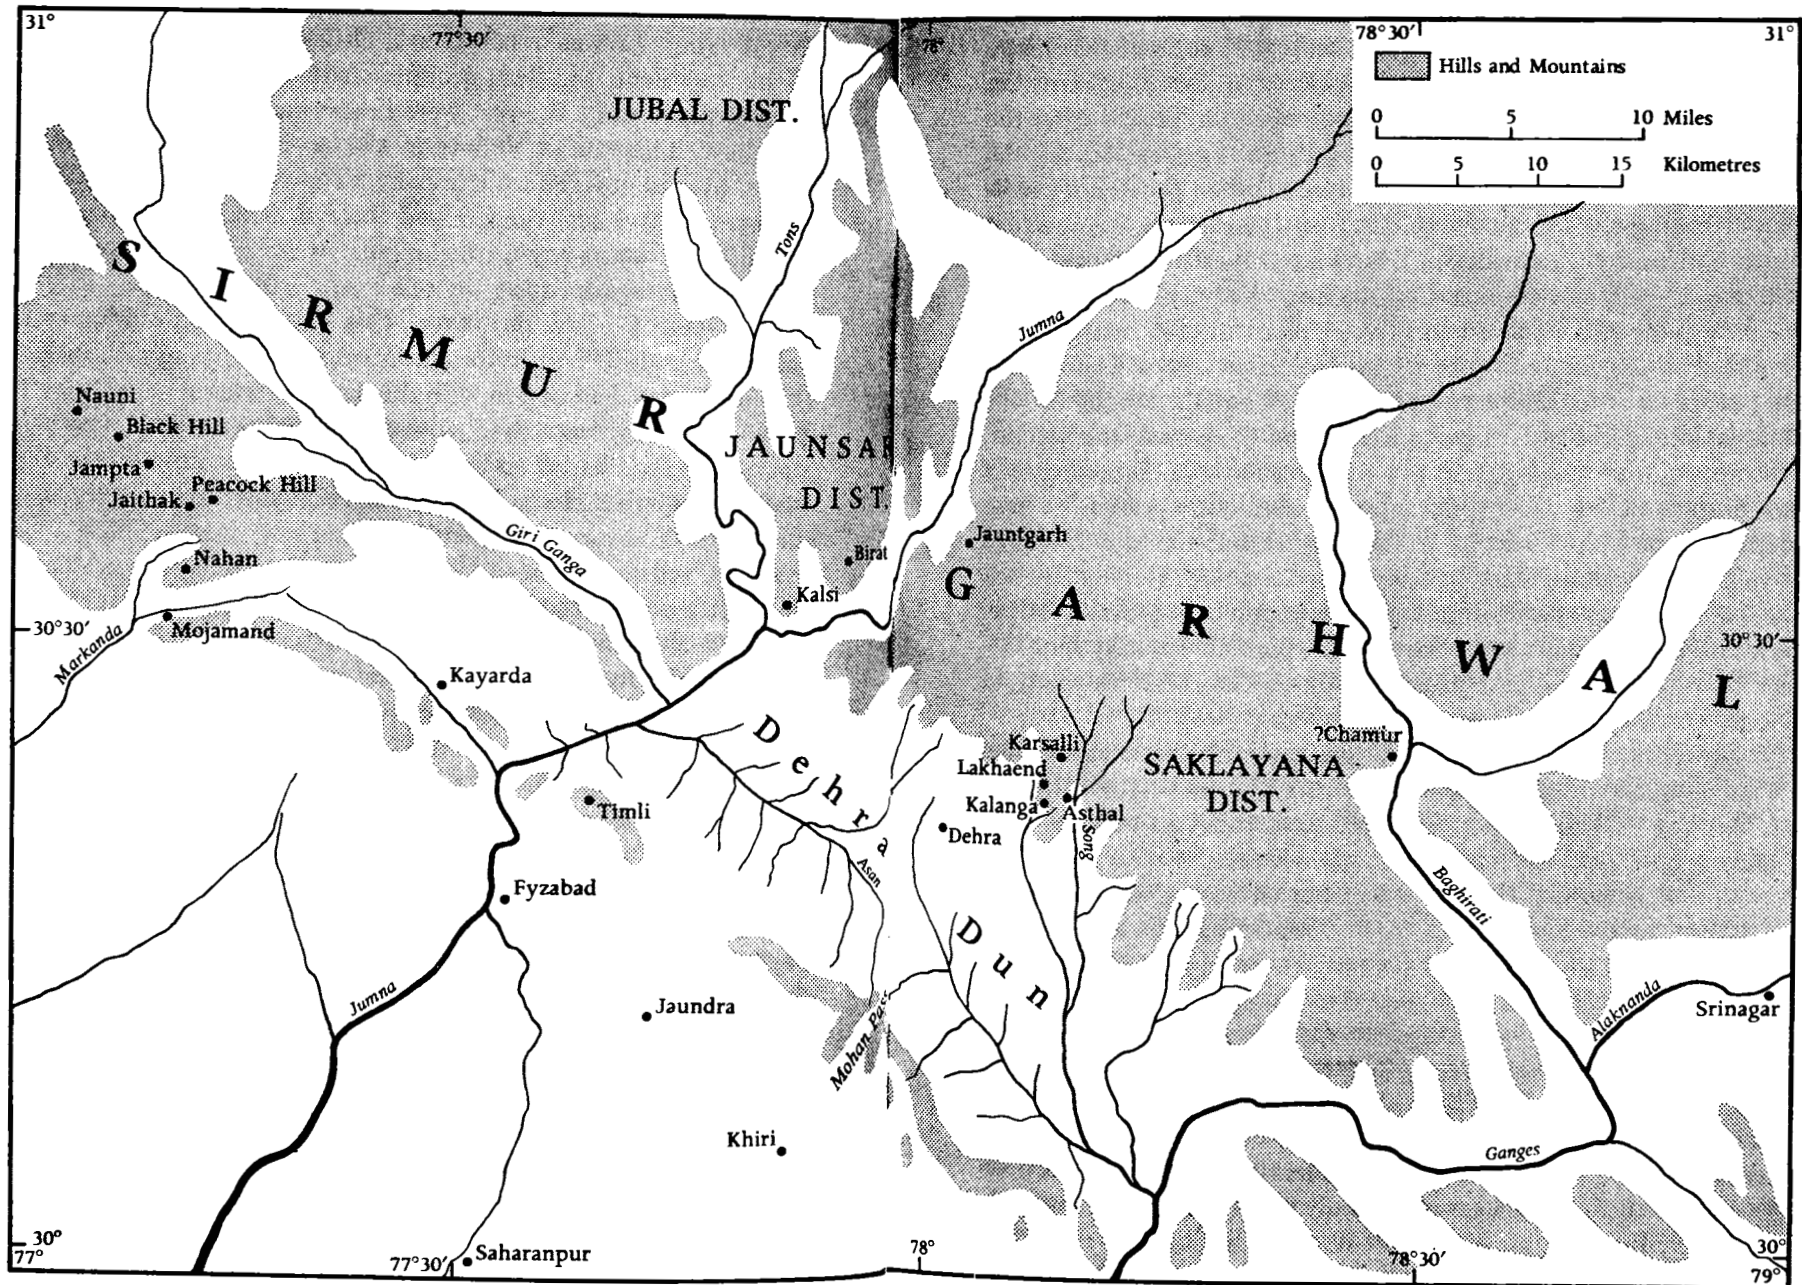 31°
77°30′
78°
78°30′
31°
Hills and Mountains
0 5 10 Miles
0 5 10 15 Kilometres
JUBAL DIST.
Tons
SIRMUR
Jumna
Nauni
Black Hill
Jampta
Peacock Hill
Jaithak
JAUNSAR
DIST.
Giri Ganga
Jauntgarh
Birat
Nahan
Kalsi
GARHWAL
30°30′
Mojamand
Markanda
30°30′
Kayarda
Dehra
Dun
Karsalli
?Chamur
Lakhaend
SAKLAYANA
DIST.
Kalanga
Asthal
Timli
Dehra
Song
Asan
Fyzabad
Baghirati
Jumna
Jaundra
Mohan Pass
Alaknanda
Srinagar
Khiri
Ganges
30°
77°
77°30′
Saharanpur
78°
78°30′
30°
79°